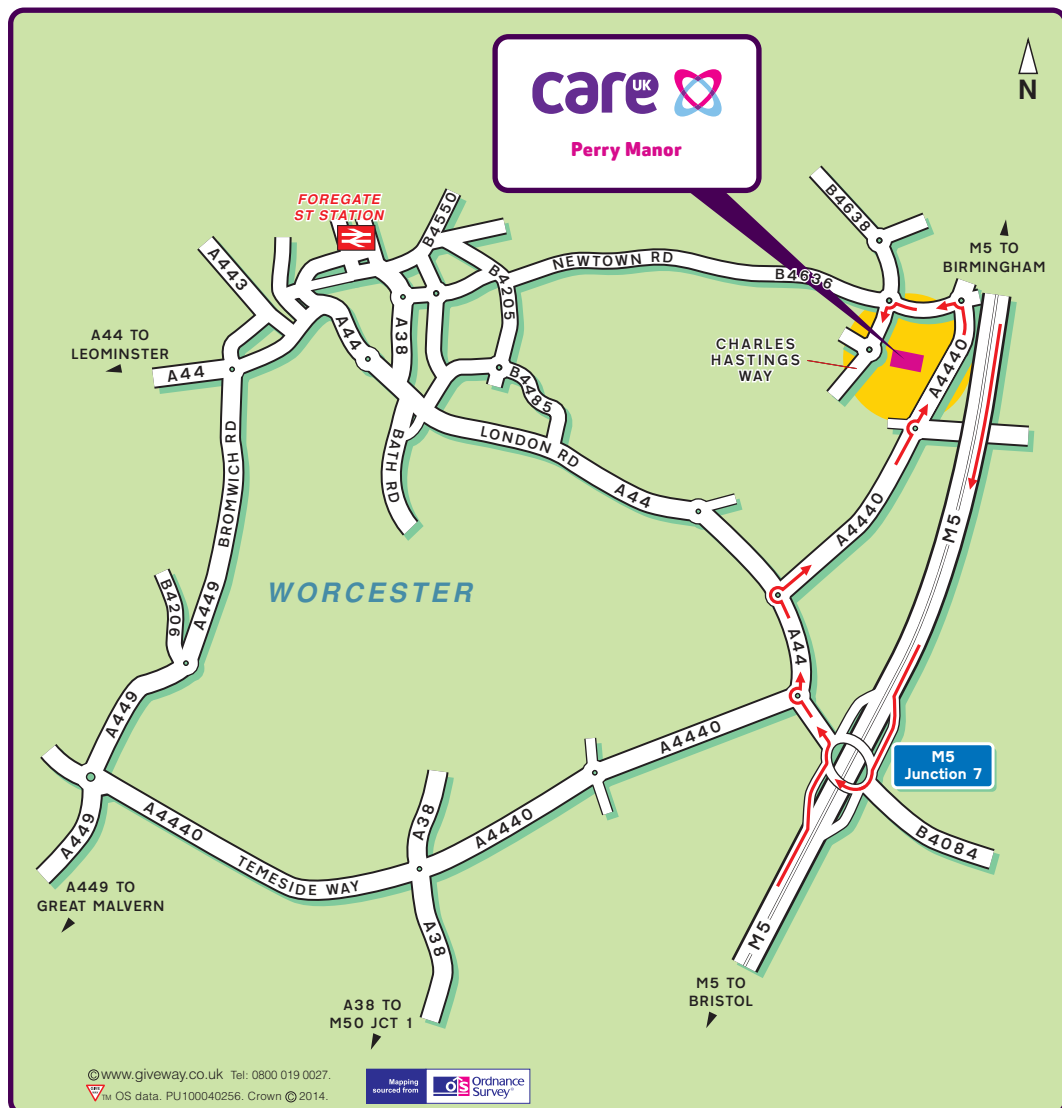 care UK
Perry Manor
N
FOREGATE
ST STATION
B4550
B4638
M5 TO
BIRMINGHAM
A443
NEWTOWN RD
B4636
B4205
A44 TO
LEOMINSTER
A44
A44
A38
CHARLES
HASTINGS
WAY
A4440
B4485
BROMWICH RD
BATH RD
LONDON RD
A44
A4440
M5
WORCESTER
B4206
A449
A44
A449
A4440
M5
Junction 7
A4440
A38
A4440
B4084
A449
TEMESIDE WAY
A449 TO
GREAT MALVERN
A38
M5
M5 TO
BRISTOL
A38 TO
M50 JCT 1
© www.giveway.co.uk Tel: 0800 019 0027.
TM OS data. PU100040256. Crown © 2014.
Mapping
sourced from
OS Ordnance
Survey®